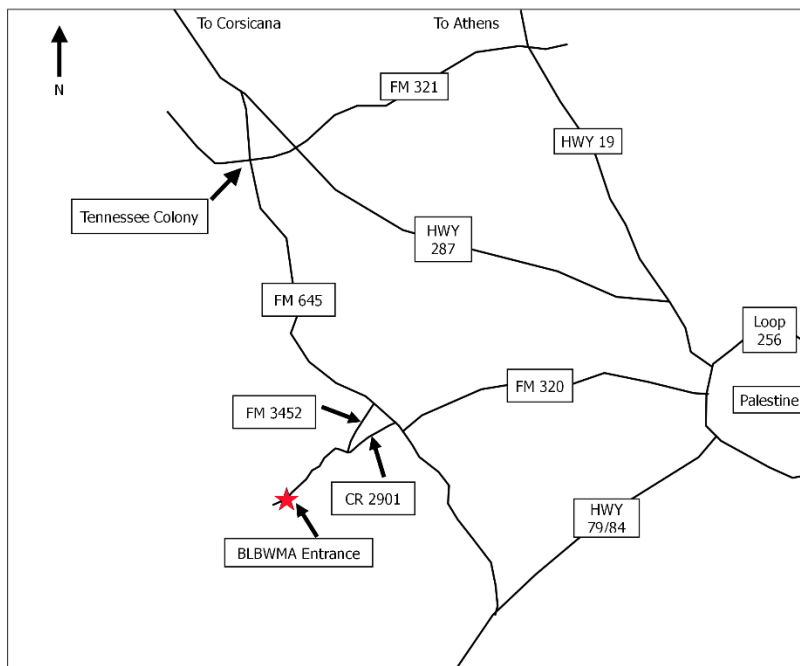 To Corsicana
To Athens
N
FM 321
HWY 19
Tennessee Colony
HWY
287
FM 645
Loop
256
FM 320
Palestine
FM 3452
CR 2901
HWY
79/84
BLBWMA Entrance